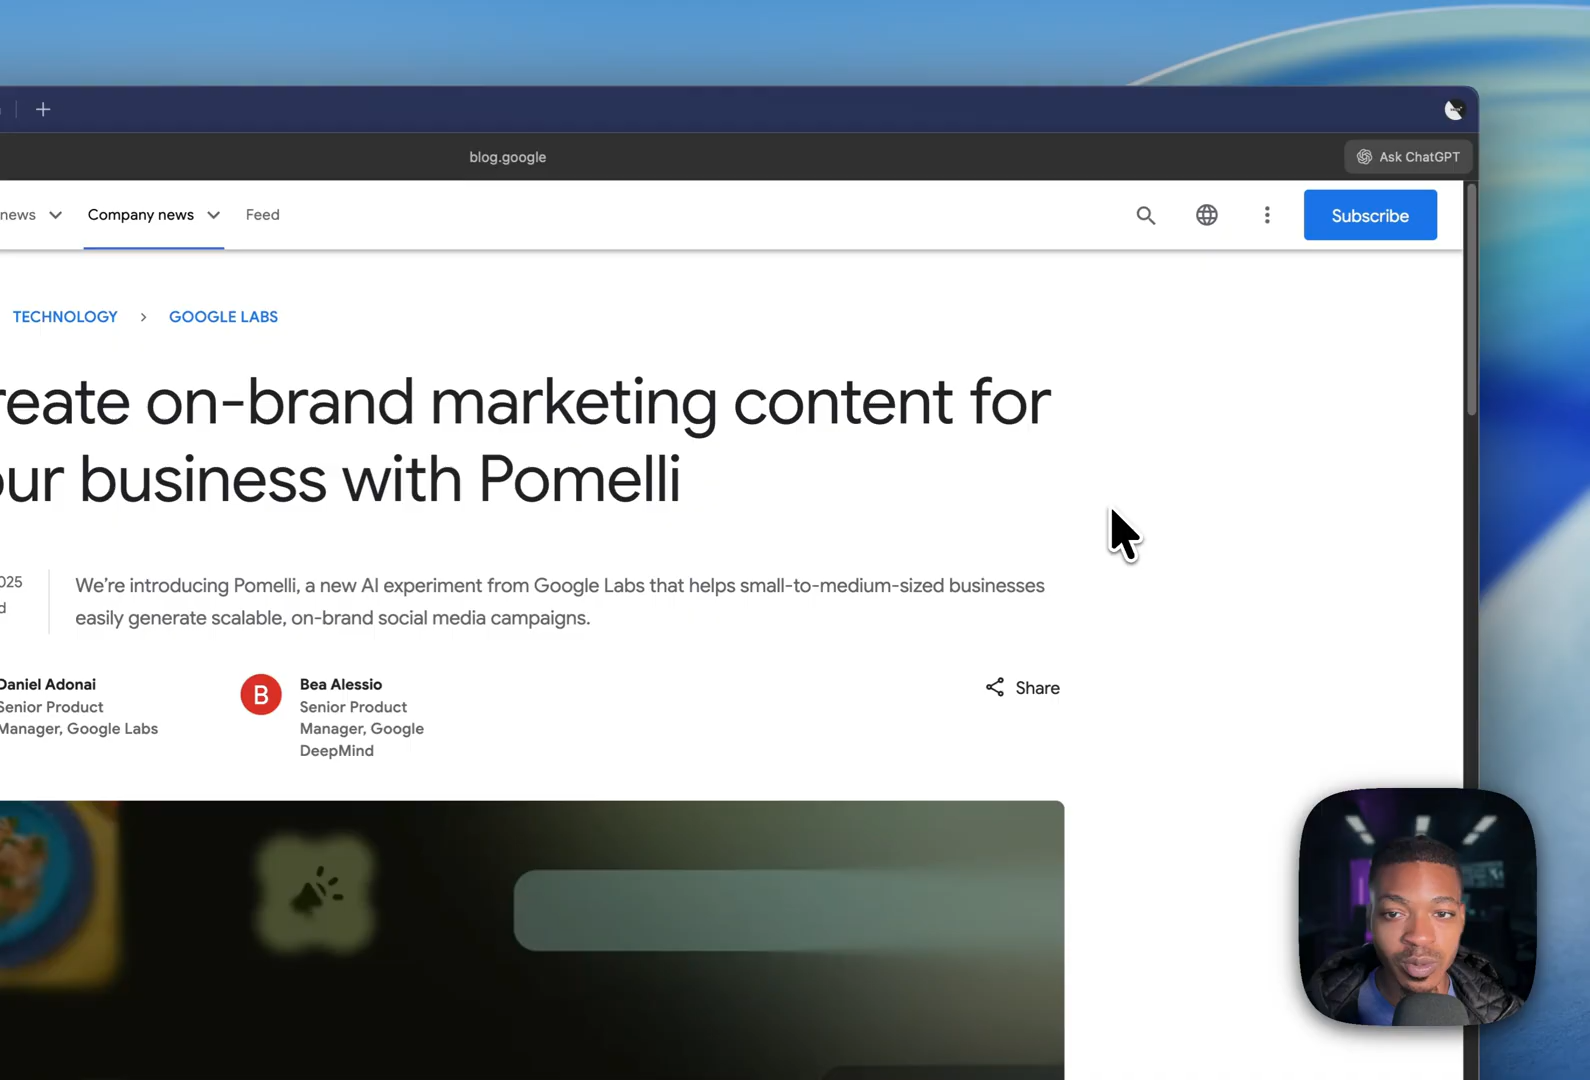 blog.google
Ask ChatGPT
news
Company news
Feed
Subscribe
TECHNOLOGY > GOOGLE LABS
reate on-brand marketing content for
our business with Pomelli
025
d
We're introducing Pomelli, a new AI experiment from Google Labs that helps small-to-medium-sized businesses
easily generate scalable, on-brand social media campaigns.
Daniel Adonai
Senior Product
Manager, Google Labs
B
Bea Alessio
Senior Product
Manager, Google
DeepMind
Share